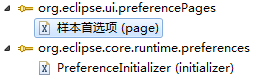 org.eclipse.ui.preferencePages
样本首选项 (page)
org.eclipse.core.runtime.preferences
PreferenceInitializer (initializer)